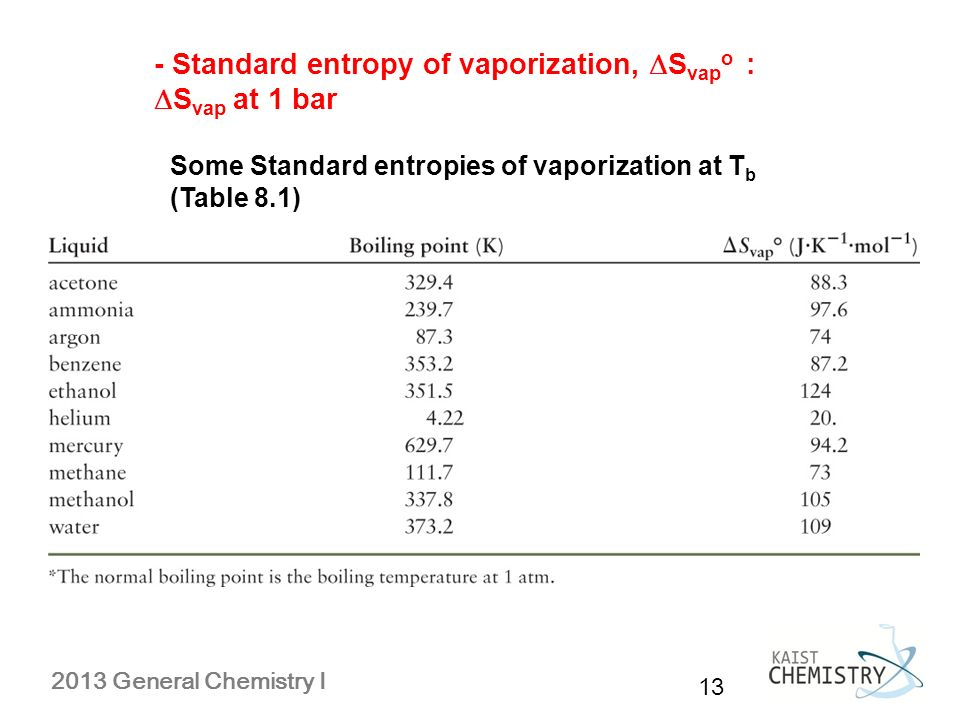 - Standard entropy of vaporization, ΔSvap° :
ΔSvap at 1 bar
Some Standard entropies of vaporization at Tb
(Table 8.1)
Liquid Boiling point (K) ΔSvap° (J·K⁻¹·mol⁻¹)
acetone 329.4 88.3
ammonia 239.7 97.6
argon 87.3 74
benzene 353.2 87.2
ethanol 351.5 124
helium 4.22 20.
mercury 629.7 94.2
methane 111.7 73
methanol 337.8 105
water 373.2 109
*The normal boiling point is the boiling temperature at 1 atm.
2013 General Chemistry I
13
KAIST
CHEMISTRY